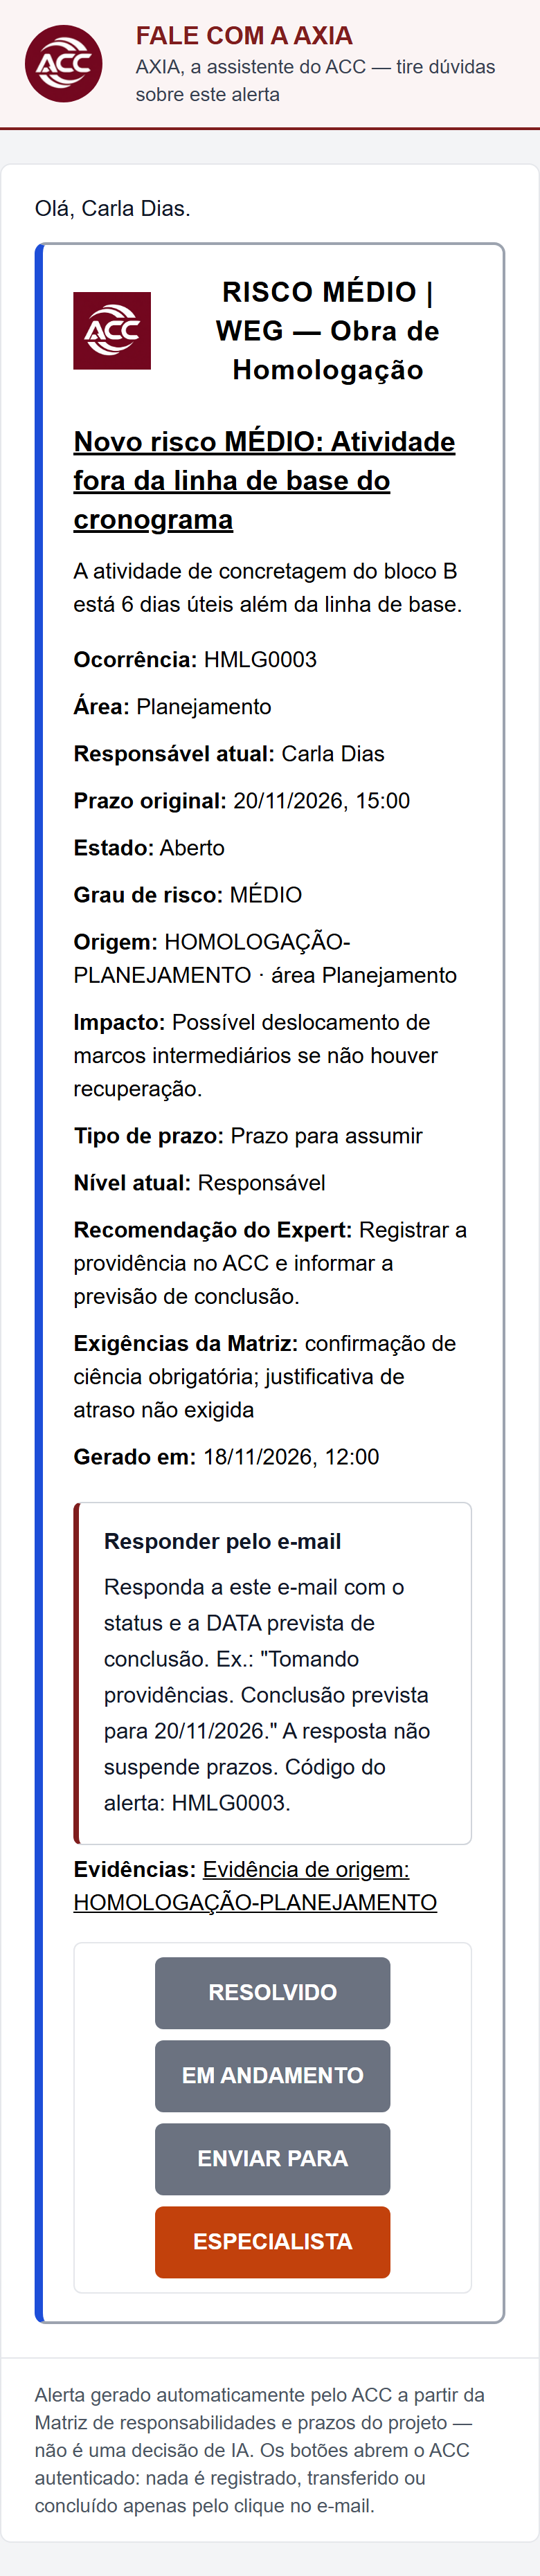 ACC
FALE COM A AXIA
AXIA, a assistente do ACC — tire dúvidas
sobre este alerta
Olá, Carla Dias.
ACC
RISCO MÉDIO |
WEG — Obra de
Homologação
Novo risco MÉDIO: Atividade
fora da linha de base do
cronograma
A atividade de concretagem do bloco B
está 6 dias úteis além da linha de base.
Ocorrência: HMLG0003
Área: Planejamento
Responsável atual: Carla Dias
Prazo original: 20/11/2026, 15:00
Estado: Aberto
Grau de risco: MÉDIO
Origem: HOMOLOGAÇÃO-
PLANEJAMENTO · área Planejamento
Impacto: Possível deslocamento de
marcos intermediários se não houver
recuperação.
Tipo de prazo: Prazo para assumir
Nível atual: Responsável
Recomendação do Expert: Registrar a
providência no ACC e informar a
previsão de conclusão.
Exigências da Matriz: confirmação de
ciência obrigatória; justificativa de
atraso não exigida
Gerado em: 18/11/2026, 12:00
Responder pelo e-mail
Responda a este e-mail com o
status e a DATA prevista de
conclusão. Ex.: "Tomando
providências. Conclusão prevista
para 20/11/2026." A resposta não
suspende prazos. Código do
alerta: HMLG0003.
Evidências: Evidência de origem:
HOMOLOGAÇÃO-PLANEJAMENTO
RESOLVIDO
EM ANDAMENTO
ENVIAR PARA
ESPECIALISTA
Alerta gerado automaticamente pelo ACC a partir da
Matriz de responsabilidades e prazos do projeto —
não é uma decisão de IA. Os botões abrem o ACC
autenticado: nada é registrado, transferido ou
concluído apenas pelo clique no e-mail.